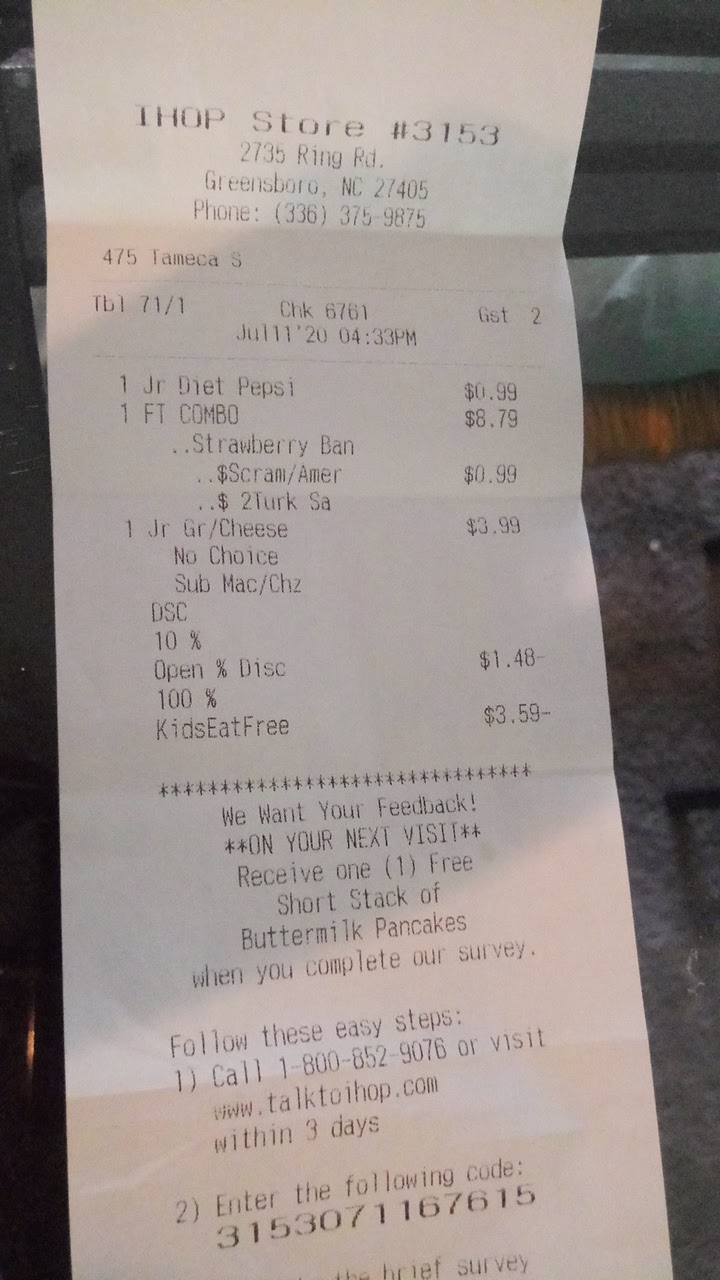 IHOP Store #3153
2735 Ring Rd.
Greensboro, NC 27405
Phone: (336) 375-9875
475 Tameca S
Tbl 71/1 Chk 6761 Gst 2
Jul11'20 04:33PM
1 Jr Diet Pepsi $0.99
1 FT COMBO $8.79
..Strawberry Ban
..$Scram/Amer $0.99
..$ 2Turk Sa
1 Jr Gr/Cheese $3.99
No Choice
Sub Mac/Chz
DSC
10 %
Open % Disc $1.48-
100 %
KidsEatFree $3.59-
********************************
We Want Your Feedback!
**ON YOUR NEXT VISIT**
Receive one (1) Free
Short Stack of
Buttermilk Pancakes
when you complete our survey.
Follow these easy steps:
1) Call 1-800-852-9076 or visit
www.talktoihop.com
within 3 days
2) Enter the following code:
3153071167615
the brief survey